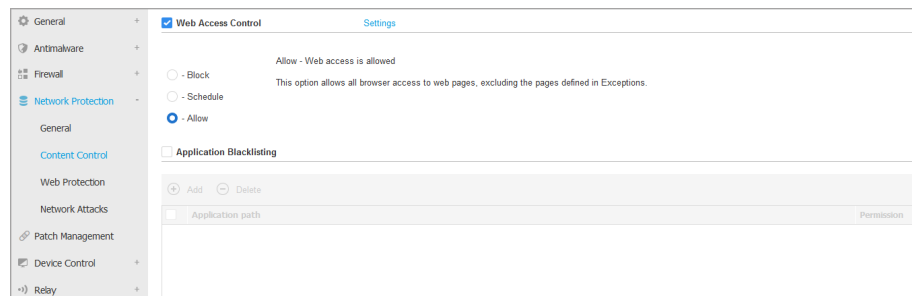 General +
Web Access Control Settings
Antimalware +
Firewall +
Network Protection -
General
Content Control
Web Protection
Network Attacks
Patch Management
Device Control +
Relay +
Allow - Web access is allowed
This option allows all browser access to web pages, excluding the pages defined in Exceptions.
- Block
- Schedule
- Allow
Application Blacklisting
Add Delete
Application path Permission